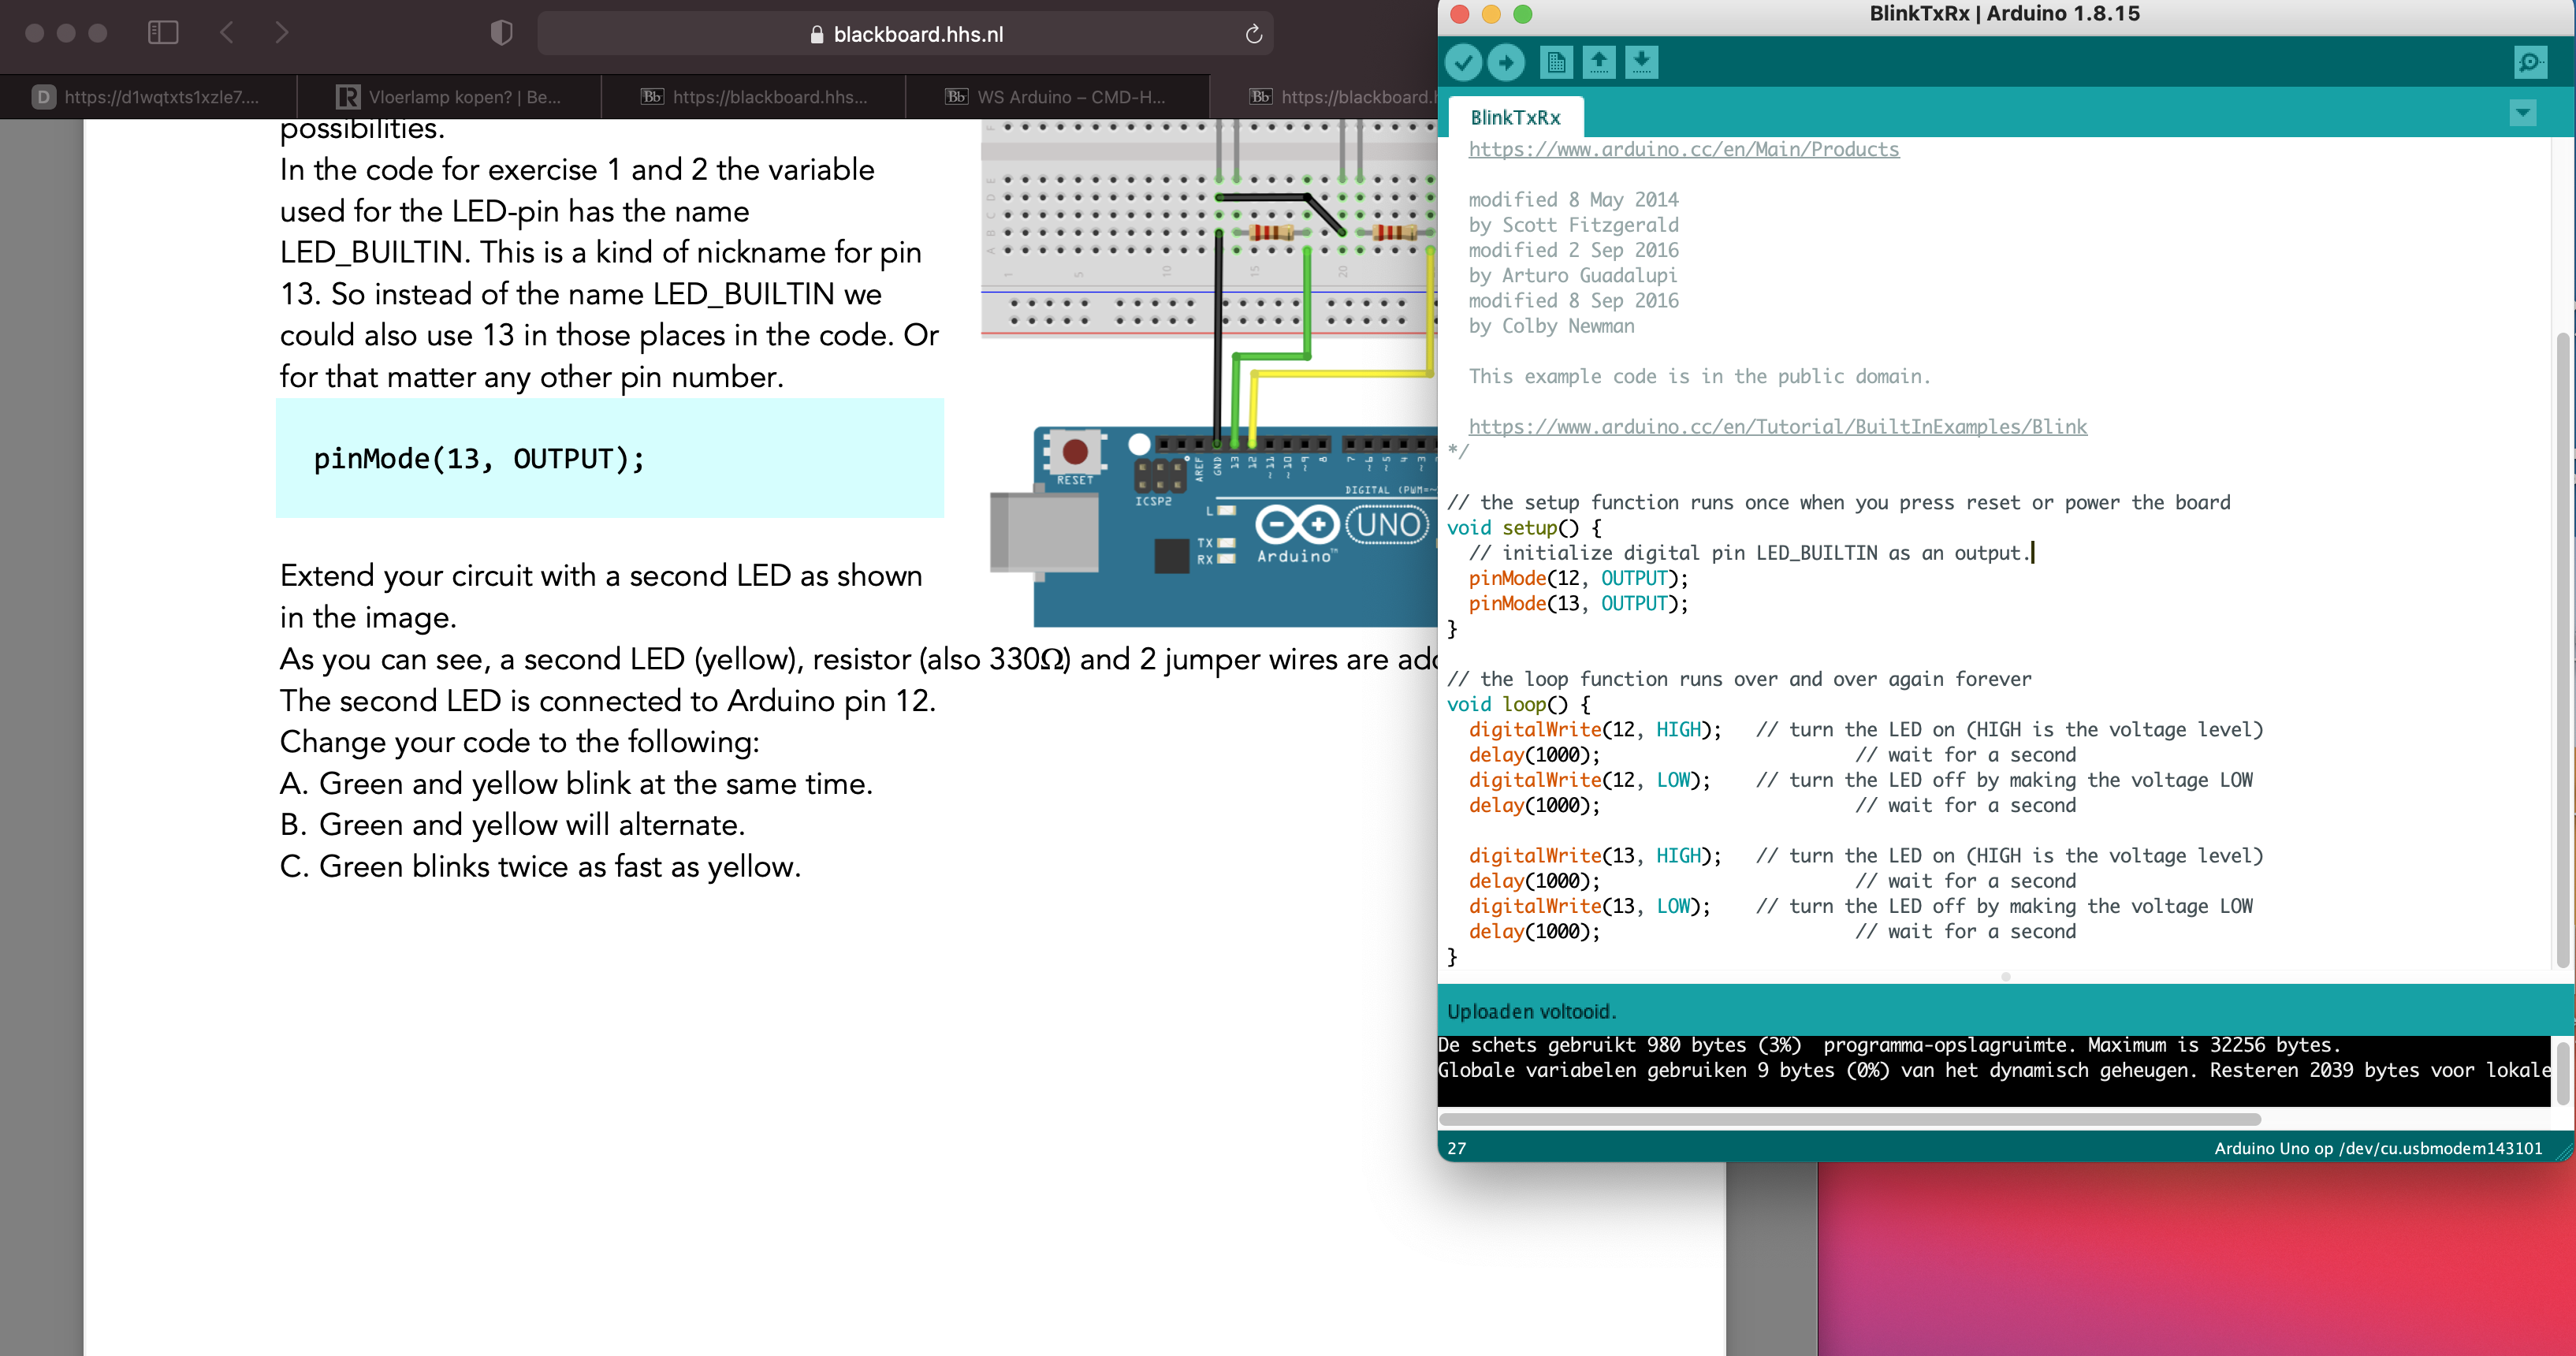 blackboard.hhs.nl
D https://d1wqtxts1xzle7....
R Vloerlamp kopen? | Be...
Bb https://blackboard.hhs...
Bb WS Arduino – CMD-H...
Bb https://blackboard.h
possibilities.
In the code for exercise 1 and 2 the variable
used for the LED-pin has the name
LED_BUILTIN. This is a kind of nickname for pin
13. So instead of the name LED_BUILTIN we
could also use 13 in those places in the code. Or
for that matter any other pin number.
pinMode(13, OUTPUT);
Extend your circuit with a second LED as shown
in the image.
As you can see, a second LED (yellow), resistor (also 330Ω) and 2 jumper wires are add
The second LED is connected to Arduino pin 12.
Change your code to the following:
A. Green and yellow blink at the same time.
B. Green and yellow will alternate.
C. Green blinks twice as fast as yellow.
E
D
C
B
A
1 5 10 15 20
RESET
ICSP2
AREF
GND
13
12
~11
~10
~9
8
7
~6
~5
4
~3
2
DIGITAL (PWM=~
L
TX
RX
UNO
Arduino™
BlinkTxRx | Arduino 1.8.15
BlinkTxRx
https://www.arduino.cc/en/Main/Products
modified 8 May 2014
by Scott Fitzgerald
modified 2 Sep 2016
by Arturo Guadalupi
modified 8 Sep 2016
by Colby Newman
This example code is in the public domain.
https://www.arduino.cc/en/Tutorial/BuiltInExamples/Blink
*/
// the setup function runs once when you press reset or power the board
void setup() {
// initialize digital pin LED_BUILTIN as an output.
pinMode(12, OUTPUT);
pinMode(13, OUTPUT);
}
// the loop function runs over and over again forever
void loop() {
digitalWrite(12, HIGH); // turn the LED on (HIGH is the voltage level)
delay(1000); // wait for a second
digitalWrite(12, LOW); // turn the LED off by making the voltage LOW
delay(1000); // wait for a second
digitalWrite(13, HIGH); // turn the LED on (HIGH is the voltage level)
delay(1000); // wait for a second
digitalWrite(13, LOW); // turn the LED off by making the voltage LOW
delay(1000); // wait for a second
}
Uploaden voltooid.
De schets gebruikt 980 bytes (3%) programma-opslagruimte. Maximum is 32256 bytes.
Globale variabelen gebruiken 9 bytes (0%) van het dynamisch geheugen. Resteren 2039 bytes voor lokale
27
Arduino Uno op /dev/cu.usbmodem143101